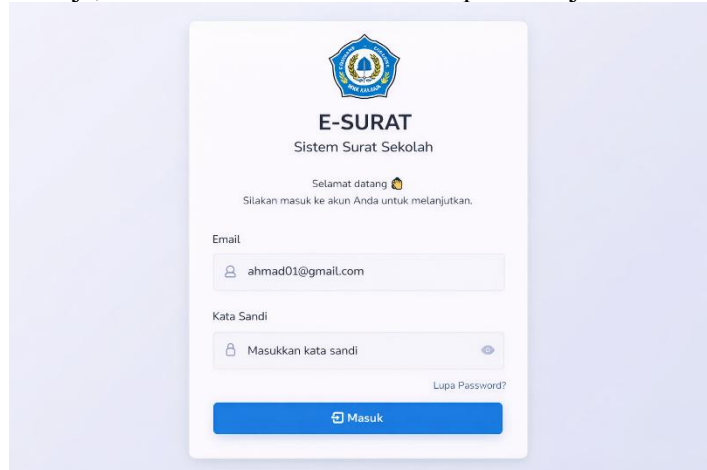 E-SURAT
Sistem Surat Sekolah
Selamat datang 👏
Silakan masuk ke akun Anda untuk melanjutkan.
Email
ahmad01@gmail.com
Kata Sandi
Masukkan kata sandi
Lupa Password?
Masuk